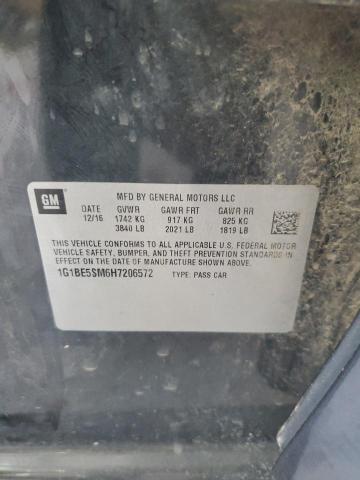 GM
MFD BY GENERAL MOTORS LLC
DATE GVWR GAWR FRT GAWR RR
12/16 1742 KG 917 KG 825 KG
3840 LB 2021 LB 1819 LB
THIS VEHICLE CONFORMS TO ALL APPLICABLE U.S. FEDERAL MOTOR
VEHICLE SAFETY, BUMPER, AND THEFT PREVENTION STANDARDS
IN EFFECT ON THE DATE OF MANUFACTURE SHOWN ABOVE.
1G1BE5SM6H7206572 TYPE: PASS CAR